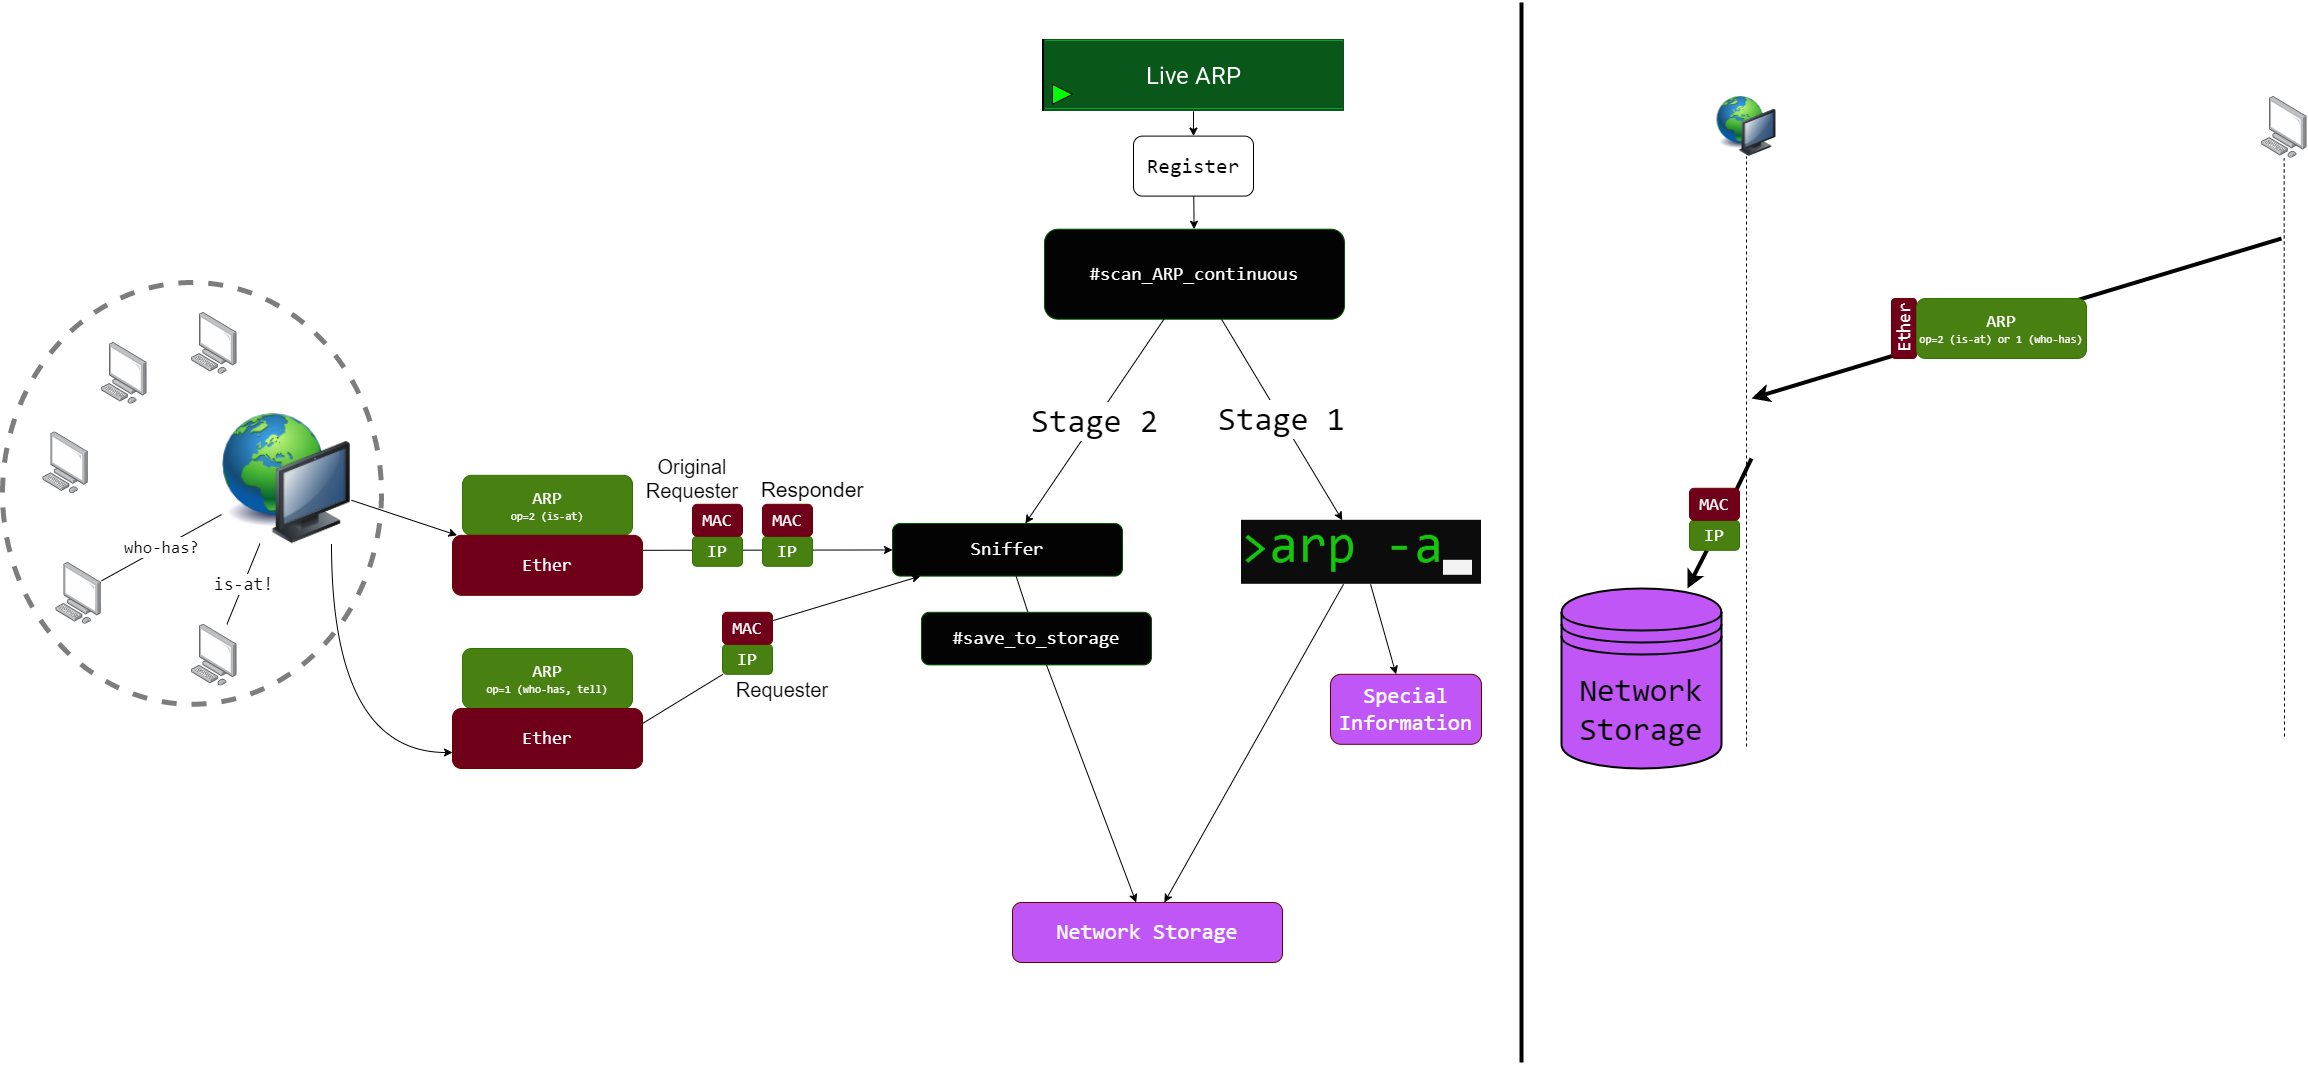 Live ARP
Register
#scan_ARP_continuous
Stage 2
Stage 1
who-has?
is-at!
ARP
op=2 (is-at)
Ether
Original
Requester
MAC
IP
Responder
MAC
IP
ARP
op=1 (who-has, tell)
Ether
MAC
IP
Requester
Sniffer
#save_to_storage
>arp -a
Special
Information
Network Storage
Ether
ARP
op=2 (is-at) or 1 (who-has)
MAC
IP
Network
Storage